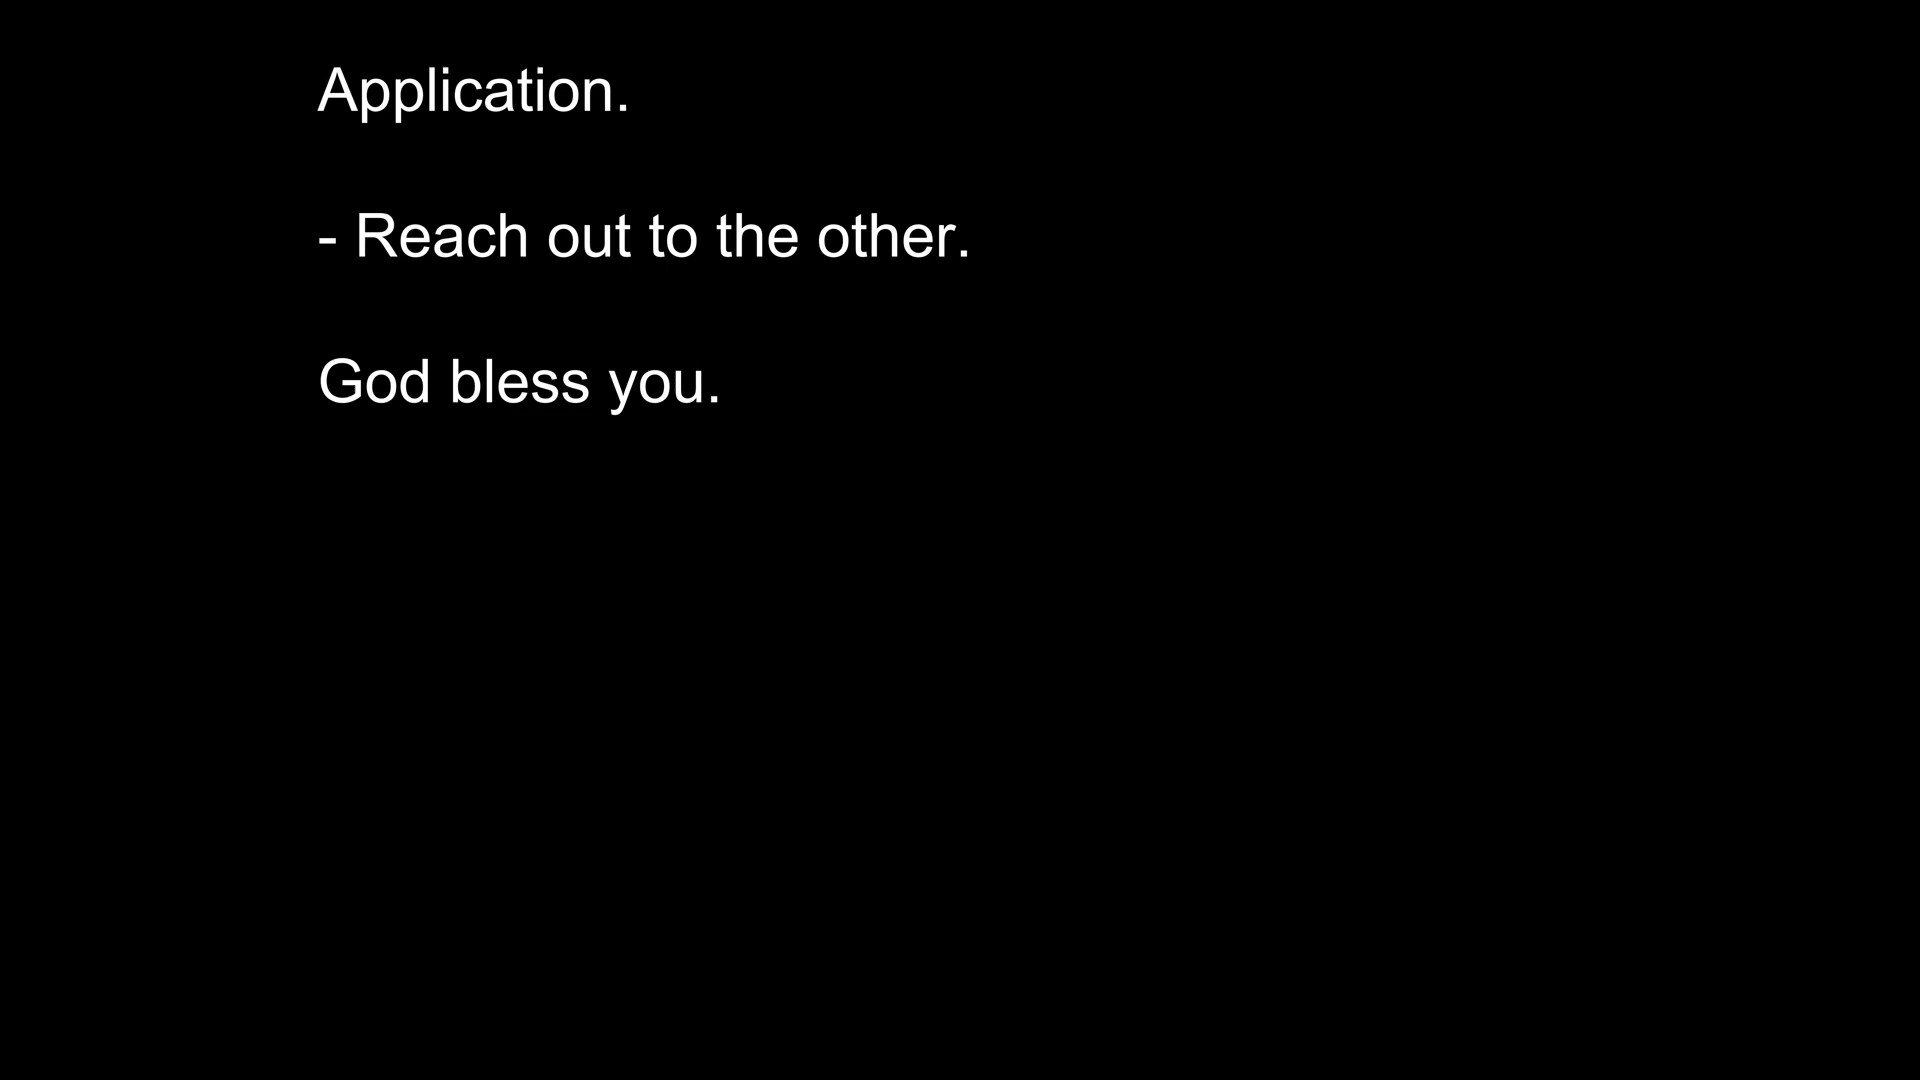 Application.
- Reach out to the other.
God bless you.